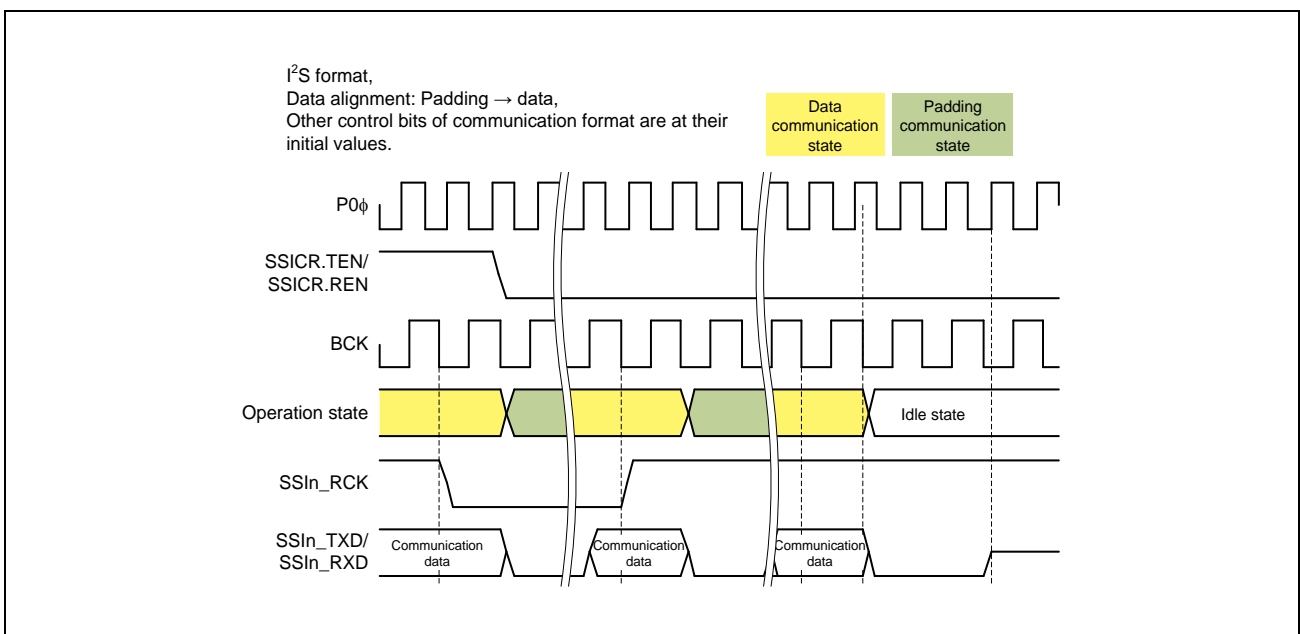 I²S format,
Data alignment: Padding → data,
Other control bits of communication format are at their
initial values.
Data
communication
state
Padding
communication
state
P0ϕ
SSICR.TEN/
SSICR.REN
BCK
Operation state
Idle state
SSIn_RCK
SSIn_TXD/
SSIn_RXD
Communication
data
Communication
data
Communication
data